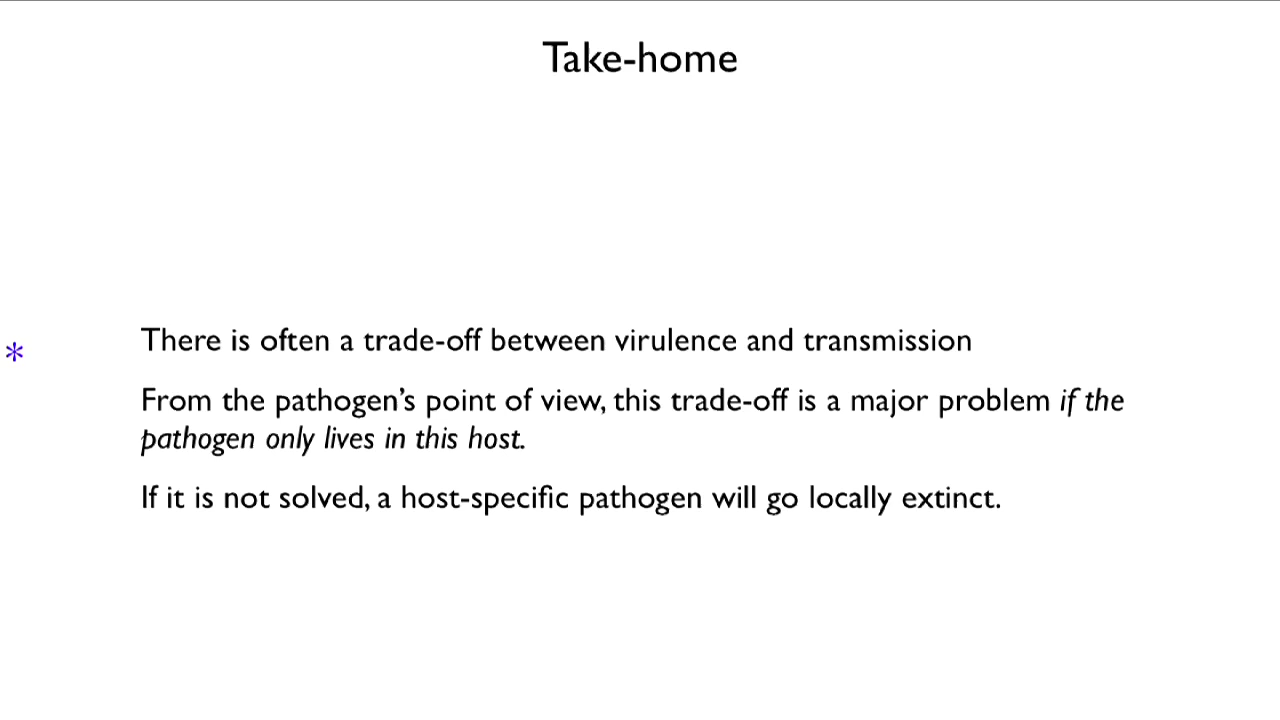 Take-home
* There is often a trade-off between virulence and transmission
From the pathogen’s point of view, this trade-off is a major problem if the
pathogen only lives in this host.
If it is not solved, a host-specific pathogen will go locally extinct.